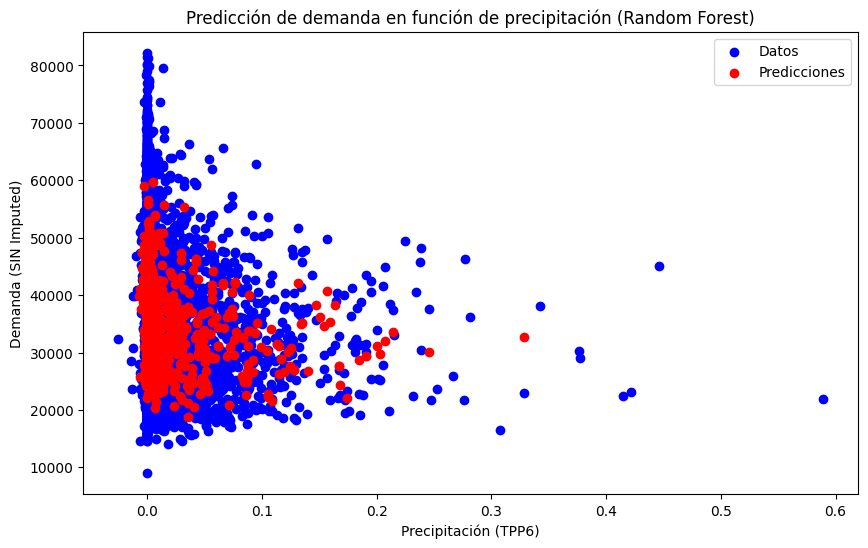 Predicción de demanda en función de precipitación (Random Forest)
Datos
Predicciones
Demanda (SIN Imputed)
80000
70000
60000
50000
40000
30000
20000
10000
0.0 0.1 0.2 0.3 0.4 0.5 0.6
Precipitación (TPP6)